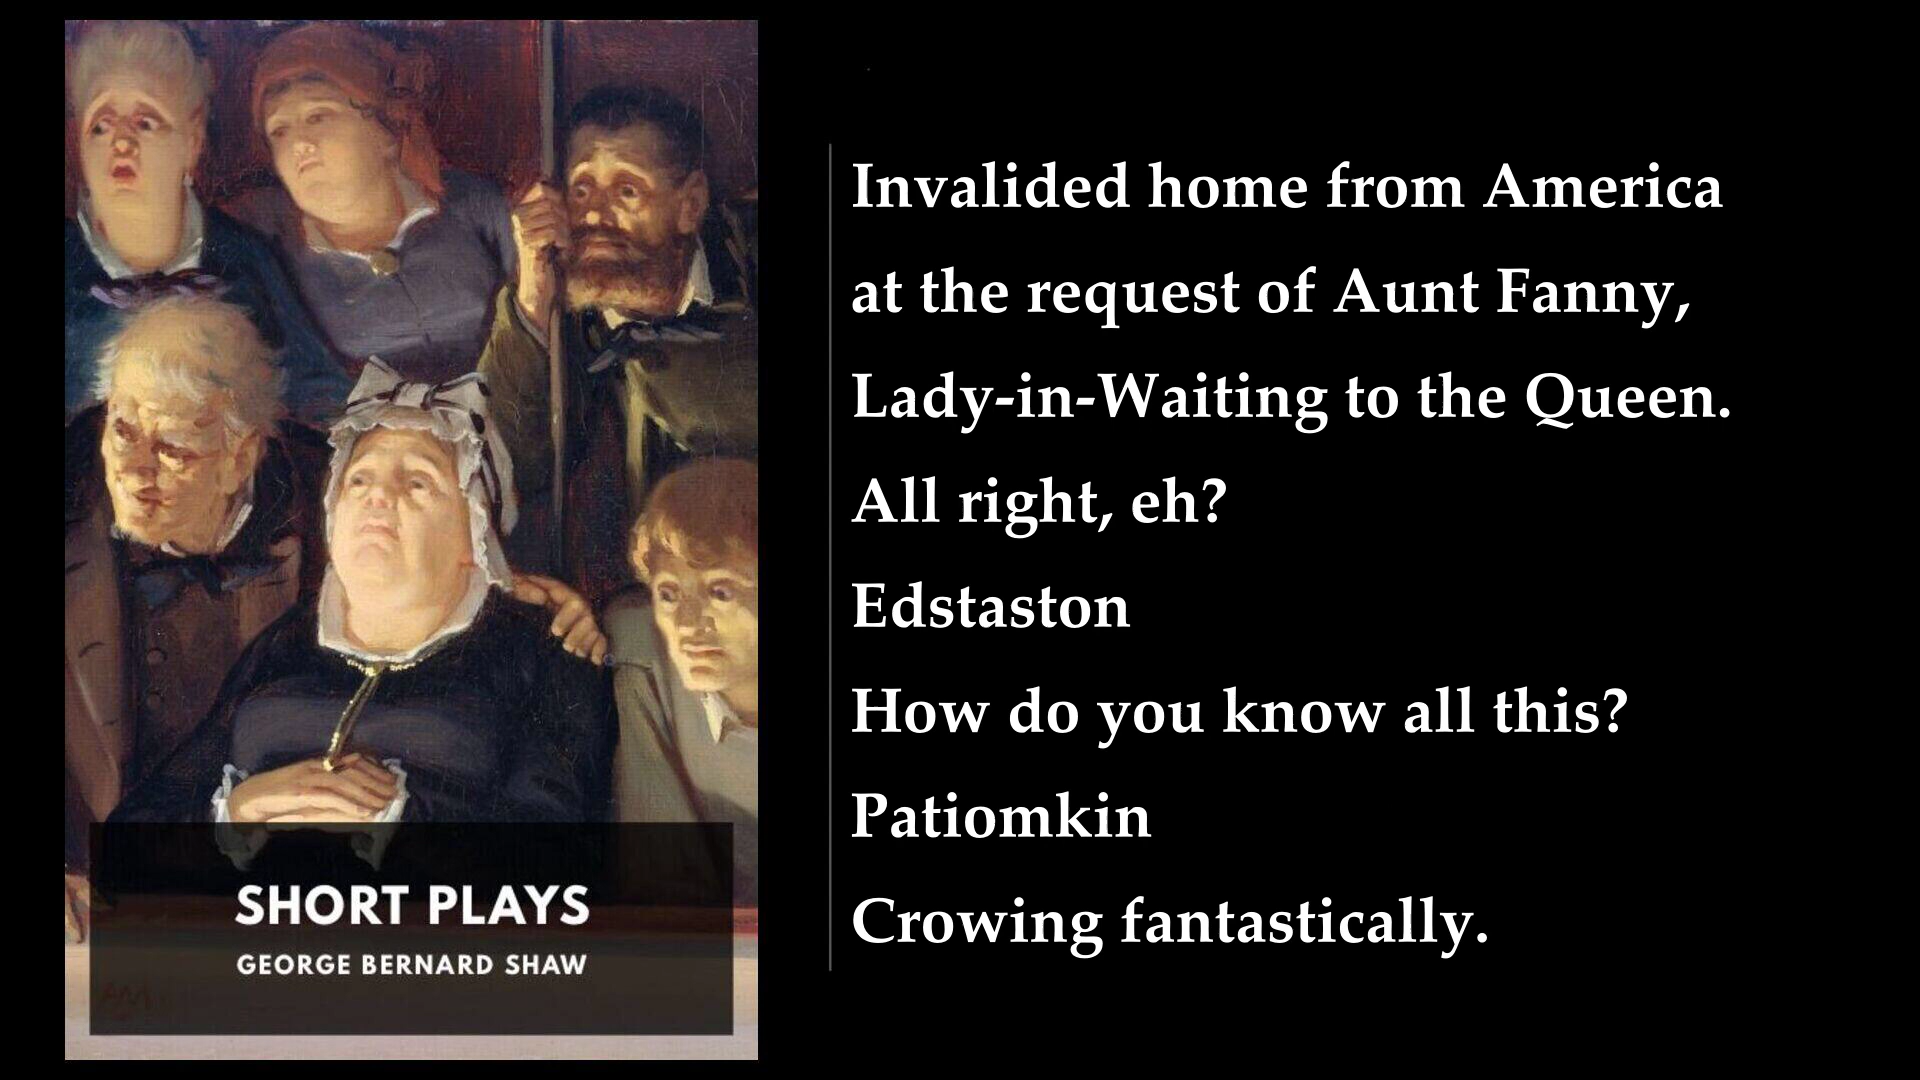 SHORT PLAYS
GEORGE BERNARD SHAW
Invalided home from America
at the request of Aunt Fanny,
Lady-in-Waiting to the Queen.
All right, eh?
Edstaston
How do you know all this?
Patiomkin
Crowing fantastically.